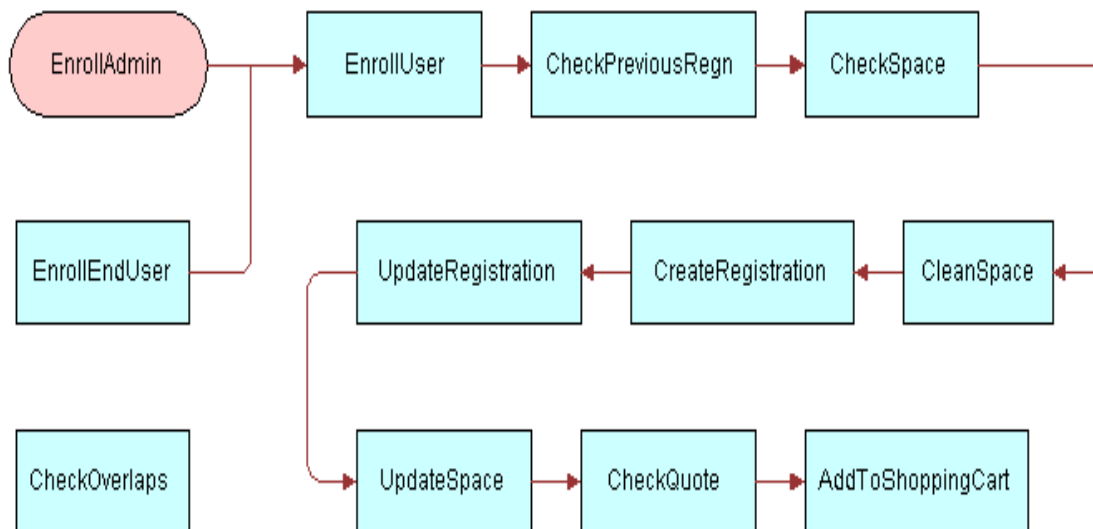 EnrollAdmin
EnrollUser
CheckPreviousRegn
CheckSpace
EnrollEndUser
UpdateRegistration
CreateRegistration
CleanSpace
CheckOverlaps
UpdateSpace
CheckQuote
AddToShoppingCart